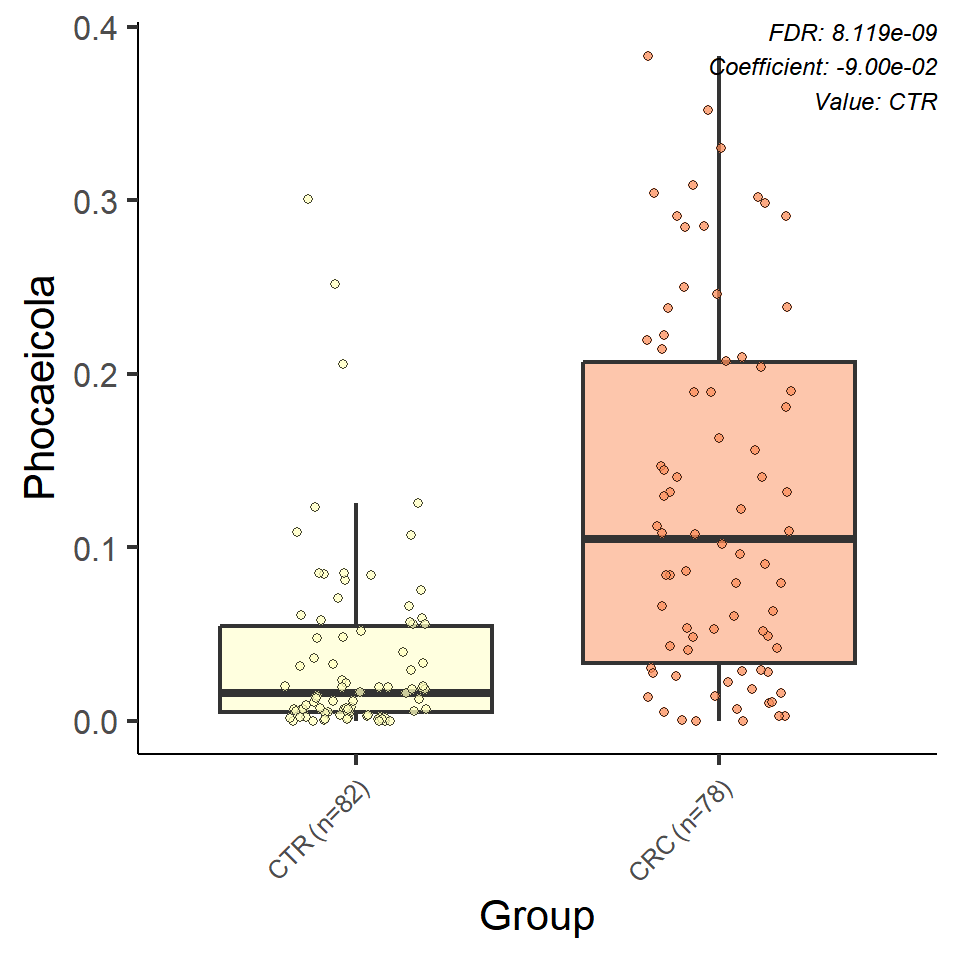 FDR: 8.119e-09
Coefficient: -9.00e-02
Value: CTR
0.4
0.3
0.2
0.1
0.0
Phocaeicola
CTR (n=82)
CRC (n=78)
Group